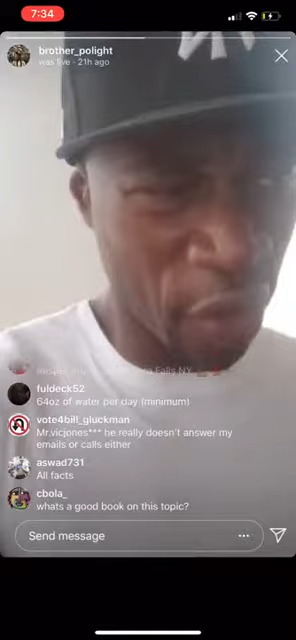 7:34
brother_polight
was live - 21h ago
Falls NY
fuldeck52
64oz of water per day (minimum)
vote4bill_gluckman
Mr.vicjones*** he really doesn't answer my
emails or calls either
aswad731
All facts
cbola_
whats a good book on this topic?
Send message